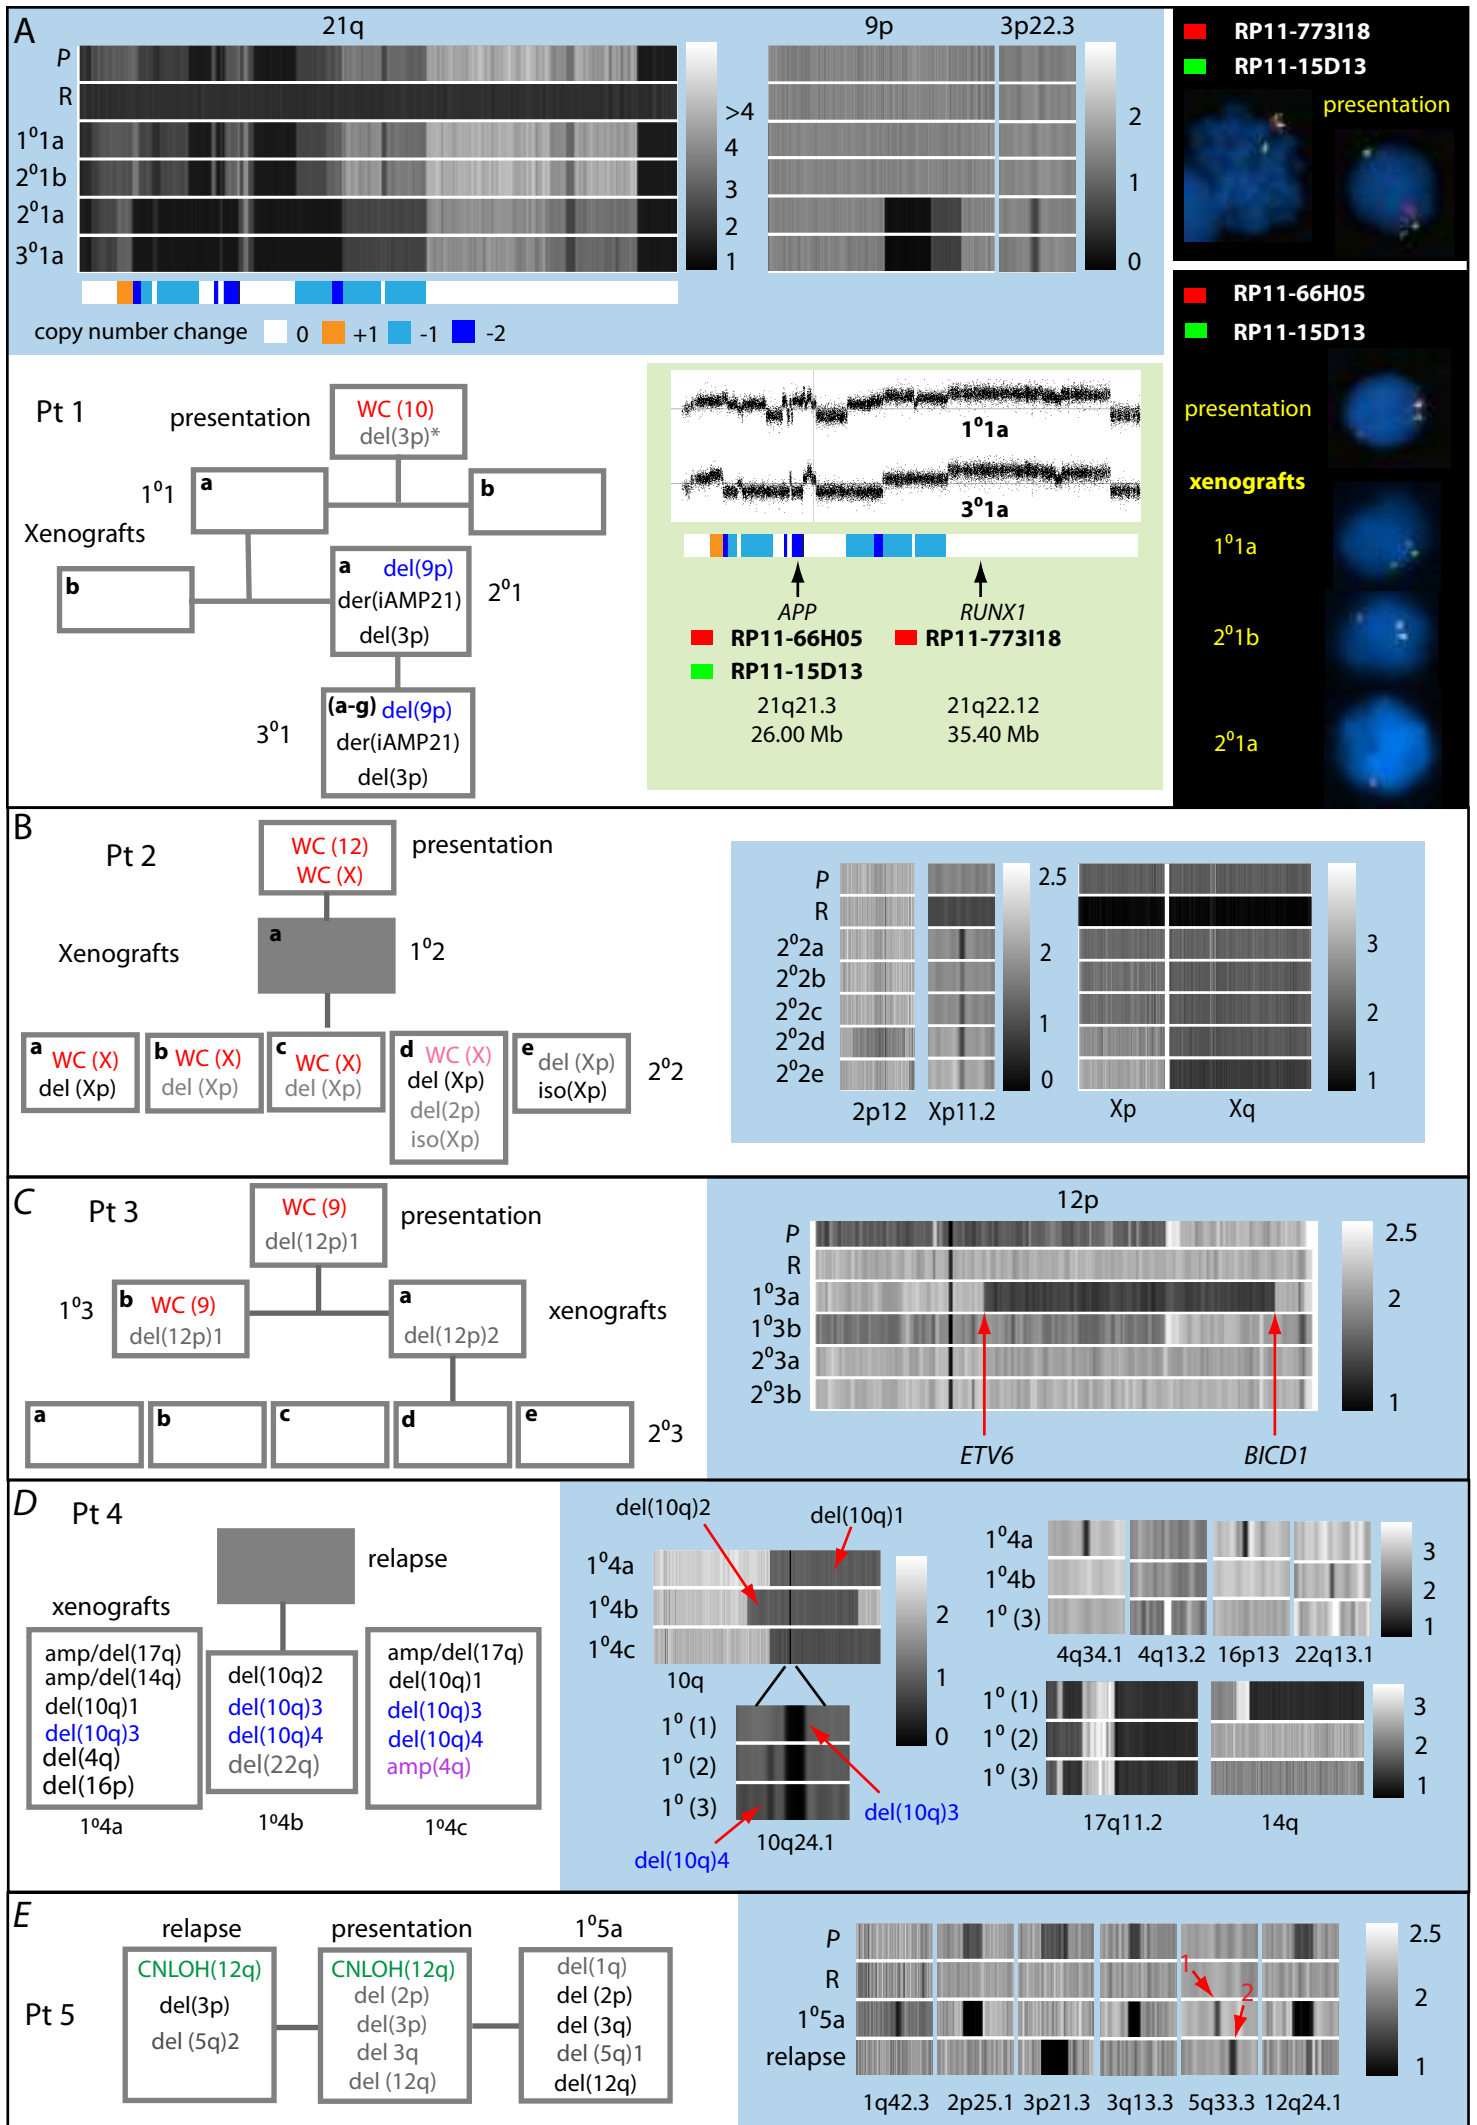 A
21q
9p
3p22.3
P
R
1⁰1a
2⁰1b
2⁰1a
3⁰1a
>4
4
3
2
1
2
1
0
copy number change 0 +1 -1 -2
RP11-773I18
RP11-15D13
presentation
RP11-66H05
RP11-15D13
presentation
xenografts
1⁰1a
2⁰1b
2⁰1a
Pt 1
presentation
WC (10)
del(3p)*
1⁰1
a
b
Xenografts
b
a
del(9p)
der(iAMP21)
del(3p)
2⁰1
3⁰1
(a-g) del(9p)
der(iAMP21)
del(3p)
1⁰1a
3⁰1a
APP
RUNX1
RP11-66H05
RP11-773I18
RP11-15D13
21q21.3
21q22.12
26.00 Mb
35.40 Mb
B
Pt 2
WC (12)
WC (X)
presentation
Xenografts
a
1⁰2
a
WC (X)
del (Xp)
b
WC (X)
del (Xp)
c
WC (X)
del (Xp)
d
WC (X)
del (Xp)
del(2p)
iso(Xp)
e
del (Xp)
iso(Xp)
2⁰2
P
R
2⁰2a
2⁰2b
2⁰2c
2⁰2d
2⁰2e
2.5
2
1
0
3
2
1
2p12
Xp11.2
Xp
Xq
C
Pt 3
WC (9)
del(12p)1
presentation
1⁰3
b
WC (9)
del(12p)1
a
del(12p)2
xenografts
a
b
c
d
e
2⁰3
12p
P
R
1⁰3a
1⁰3b
2⁰3a
2⁰3b
2.5
2
1
ETV6
BICD1
D
Pt 4
relapse
xenografts
amp/del(17q)
amp/del(14q)
del(10q)1
del(10q)3
del(4q)
del(16p)
1⁰4a
del(10q)2
del(10q)3
del(10q)4
del(22q)
1⁰4b
amp/del(17q)
del(10q)1
del(10q)3
del(10q)4
amp(4q)
1⁰4c
del(10q)2
del(10q)1
1⁰4a
1⁰4b
1⁰4c
10q
2
1
0
1⁰ (1)
1⁰ (2)
1⁰ (3)
10q24.1
del(10q)3
del(10q)4
1⁰4a
1⁰4b
1⁰ (3)
3
2
1
4q34.1
4q13.2
16p13
22q13.1
1⁰ (1)
1⁰ (2)
1⁰ (3)
3
2
1
17q11.2
14q
E
Pt 5
relapse
presentation
1⁰5a
CNLOH(12q)
del(3p)
del (5q)2
CNLOH(12q)
del (2p)
del(3p)
del 3q
del (12q)
del(1q)
del (2p)
del (3q)
del (5q)1
del(12q)
P
R
1⁰5a
relapse
1
2
2.5
2
1
1q42.3
2p25.1
3p21.3
3q13.3
5q33.3
12q24.1